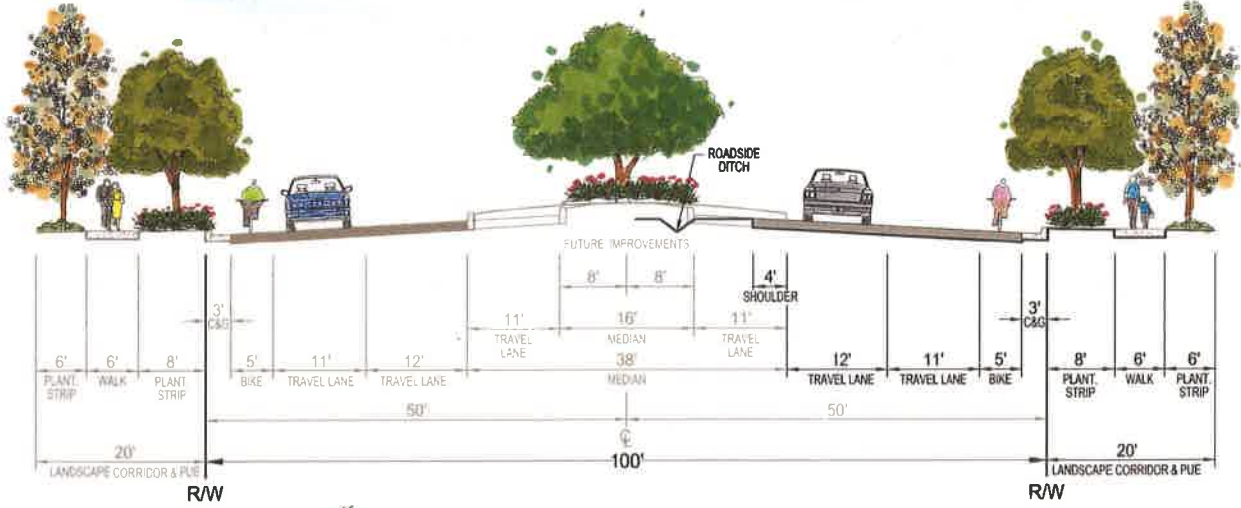 ROADSIDE
DITCH
FUTURE IMPROVEMENTS
8' 8' 4'
SHOULDER
3'
C&G
11'
TRAVEL
LANE
16'
MEDIAN
11'
TRAVEL
LANE
3'
C&G
6'
PLANT.
STRIP
6'
WALK
8'
PLANT
STRIP
5'
BIKE
11'
TRAVEL LANE
12'
TRAVEL LANE
38'
MEDIAN
12'
TRAVEL LANE
11'
TRAVEL LANE
5'
BIKE
8'
PLANT.
STRIP
6'
WALK
6'
PLANT.
STRIP
50' 50'
℄
20'
LANDSCAPE CORRIDOR & PUE
100'
20'
LANDSCAPE CORRIDOR & PUE
R/W R/W